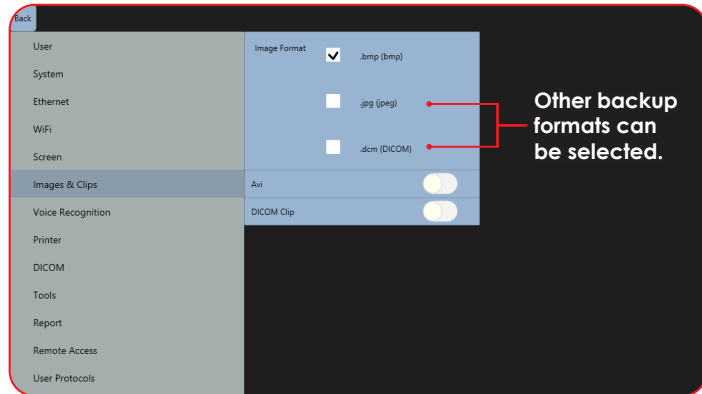 Back
User
System
Ethernet
WiFi
Screen
Images & Clips
Voice Recognition
Printer
DICOM
Tools
Report
Remote Access
User Protocols
Image Format
.bmp (bmp)
.jpg (jpeg)
.dcm (DICOM)
Avi
DICOM Clip
Other backup
formats can
be selected.